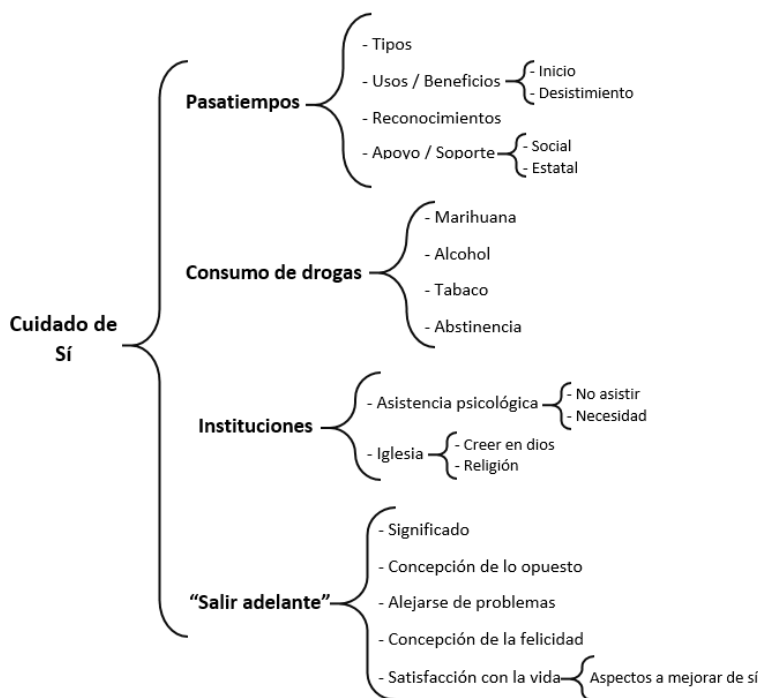 Cuidado de
Sí
Pasatiempos
- Tipos
- Usos / Beneficios
- Inicio
- Desistimiento
- Reconocimientos
- Apoyo / Soporte
- Social
- Estatal
Consumo de drogas
- Marihuana
- Alcohol
- Tabaco
- Abstinencia
Instituciones
- Asistencia psicológica
- No asistir
- Necesidad
- Iglesia
- Creer en dios
- Religión
“Salir adelante”
- Significado
- Concepción de lo opuesto
- Alejarse de problemas
- Concepción de la felicidad
- Satisfacción con la vida
Aspectos a mejorar de sí